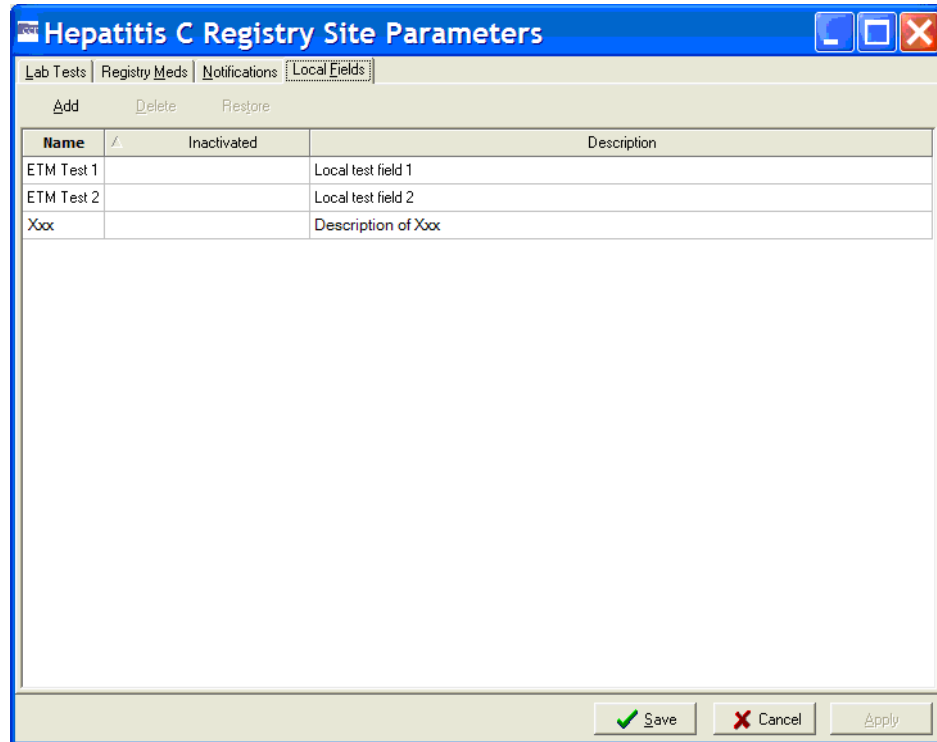 Hepatitis C Registry Site Parameters
Lab Tests Registry Meds Notifications Local Fields
Add Delete Restore
Name Inactivated Description
ETM Test 1 Local test field 1
ETM Test 2 Local test field 2
Xxx Description of Xxx
Save Cancel Apply